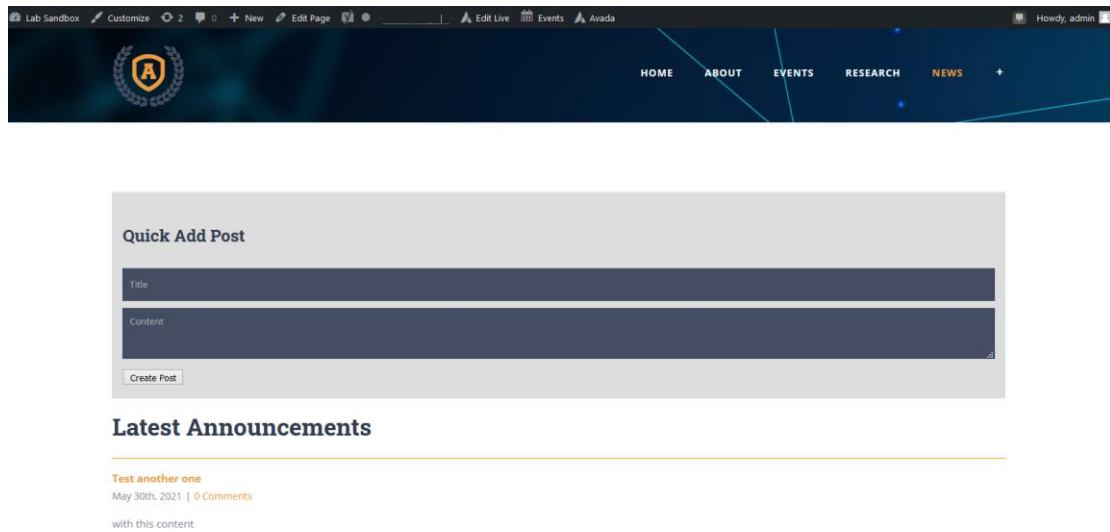 Lab Sandbox Customize 2 0 + New Edit Page Edit Live Events Avada Howdy, admin
A HOME ABOUT EVENTS RESEARCH NEWS +
Quick Add Post
Title
Content
Create Post
Latest Announcements
Test another one
May 30th, 2021 | 0 Comments
with this content